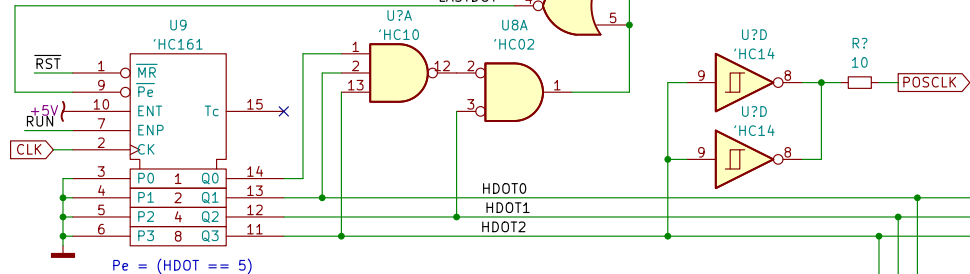 4
5
U9
'HC161
U?A
'HC10
U8A
'HC02
U?D
'HC14
R?
10
RST
1
MR
9
Pe
+5V
10
ENT
Tc
15
RUN
7
ENP
CLK
2
CK
1
2
13
12
2
3
1
9
8
POSCLK
U?D
'HC14
9
8
3
P0
1
Q0
14
4
P1
2
Q1
13
HDOT0
5
P2
4
Q2
12
HDOT1
6
P3
8
Q3
11
HDOT2
Pe = (HDOT == 5)